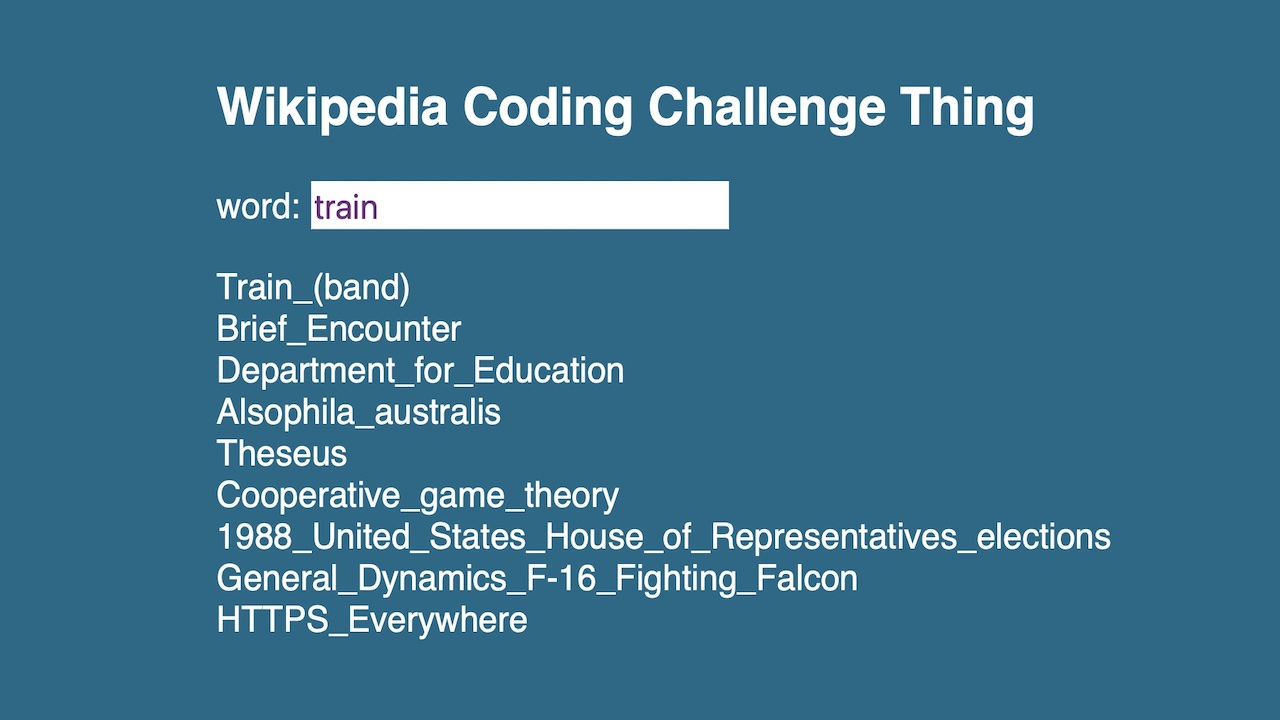 Wikipedia Coding Challenge Thing
word: train
Train_(band)
Brief_Encounter
Department_for_Education
Alsophila_australis
Theseus
Cooperative_game_theory
1988_United_States_House_of_Representatives_elections
General_Dynamics_F-16_Fighting_Falcon
HTTPS_Everywhere